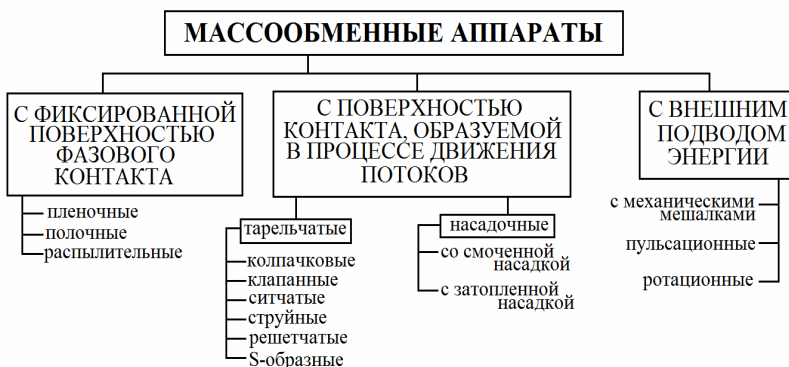 МАССООБМЕННЫЕ АППАРАТЫ
С ФИКСИРОВАННОЙ
ПОВЕРХНОСТЬЮ
ФАЗОВОГО
КОНТАКТА
пленочные
полочные
распылительные
С ПОВЕРХНОСТЬЮ
КОНТАКТА, ОБРАЗУЕМОЙ
В ПРОЦЕССЕ ДВИЖЕНИЯ
ПОТОКОВ
тарельчатые
колпачковые
клапанные
ситчатые
струйные
решетчатые
S-образные
насадочные
со смоченной
насадкой
с затопленной
насадкой
С ВНЕШНИМ
ПОДВОДОМ
ЭНЕРГИИ
с механическими
мешалками
пульсационные
ротационные